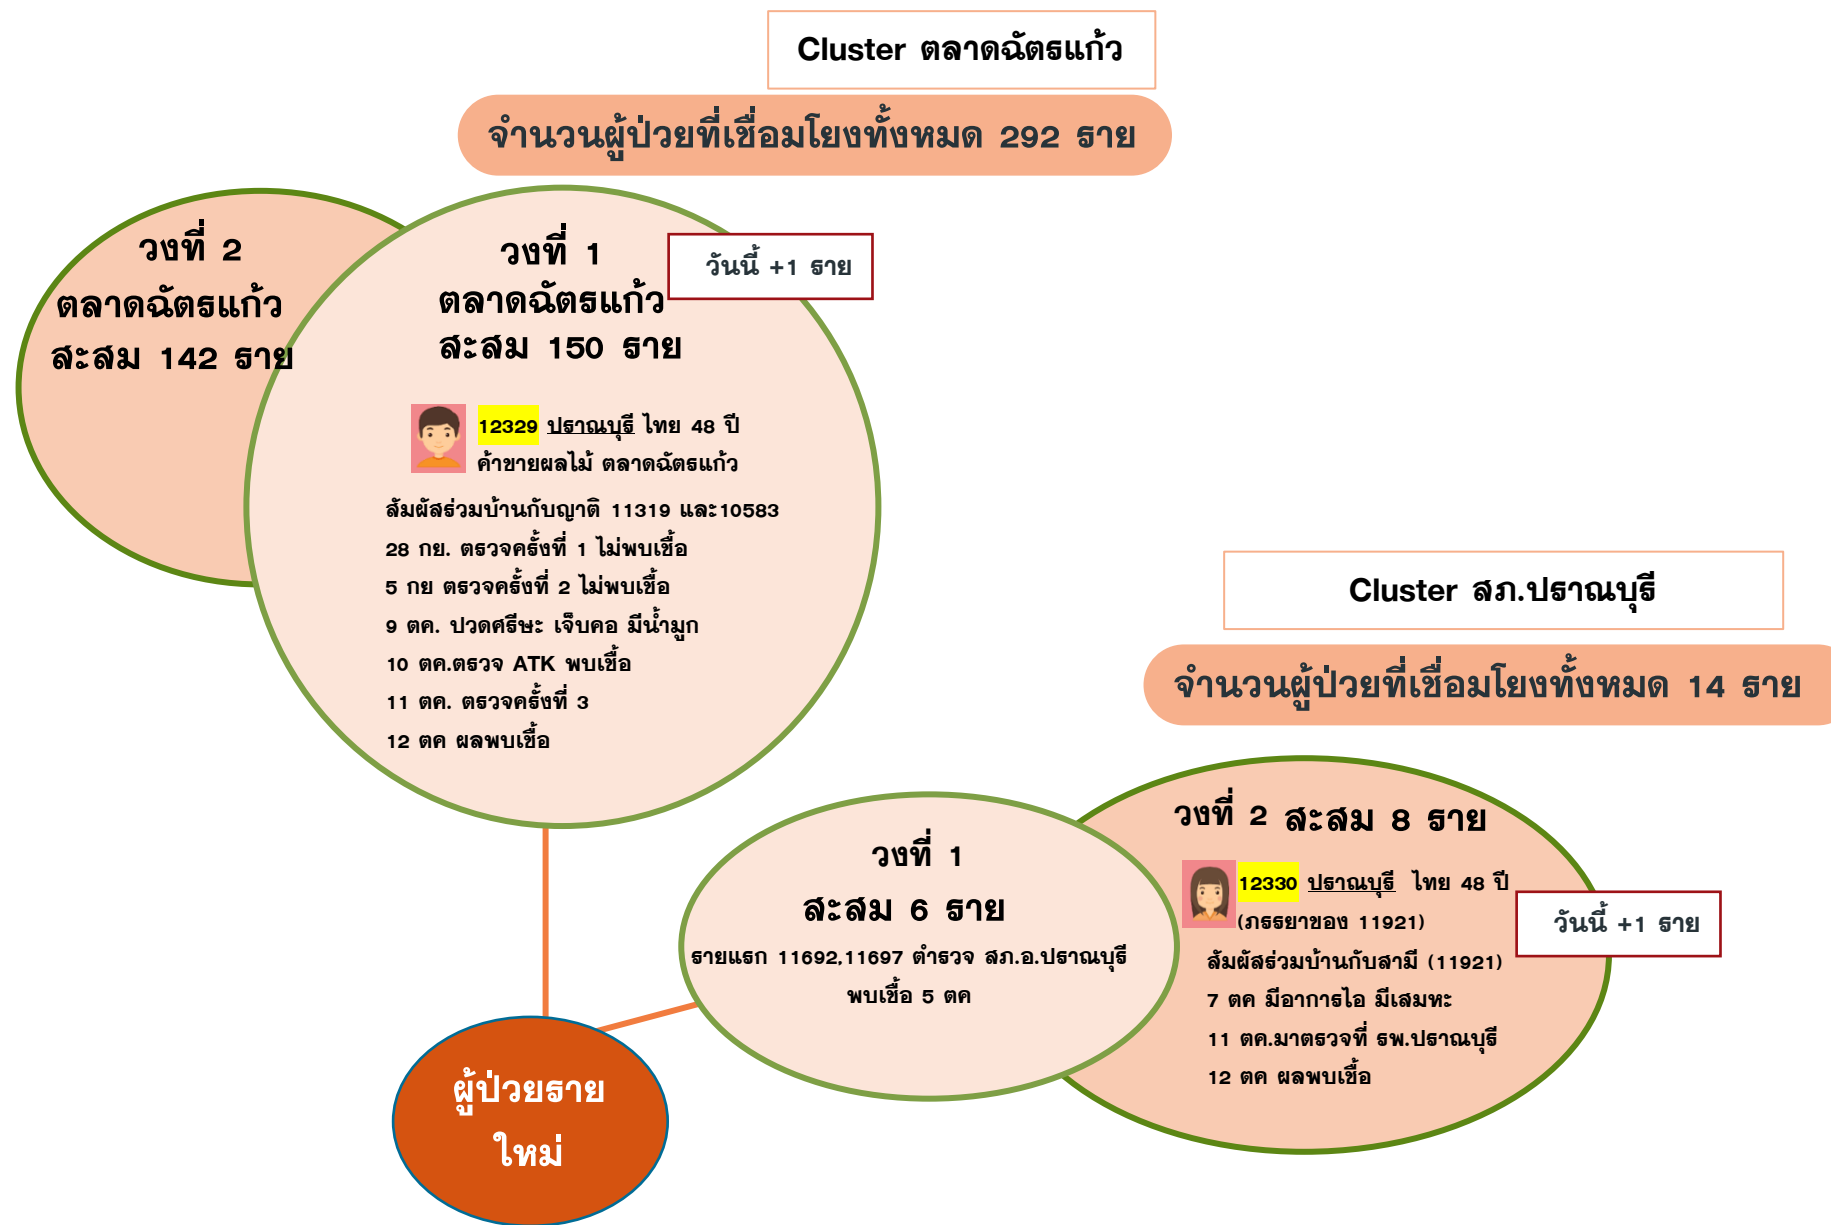 Cluster ตลาดฉัตรแก้ว
จำนวนผู้ป่วยที่เชื่อมโยงทั้งหมด 292 ราย
วงที่ 2
ตลาดฉัตรแก้ว
สะสม 142 ราย
วงที่ 1
ตลาดฉัตรแก้ว
สะสม 150 ราย
วันนี้ +1 ราย
12329 ปราณบุรี ไทย 48 ปี
ค้าขายผลไม้ ตลาดฉัตรแก้ว
สัมผัสร่วมบ้านกับญาติ 11319 และ10583
28 กย. ตรวจครั้งที่ 1 ไม่พบเชื้อ
5 กย ตรวจครั้งที่ 2 ไม่พบเชื้อ
9 ตค. ปวดศรีษะ เจ็บคอ มีน้ำมูก
10 ตค.ตรวจ ATK พบเชื้อ
11 ตค. ตรวจครั้งที่ 3
12 ตค ผลพบเชื้อ
Cluster สภ.ปราณบุรี
จำนวนผู้ป่วยที่เชื่อมโยงทั้งหมด 14 ราย
วงที่ 1
สะสม 6 ราย
รายแรก 11692,11697 ตำรวจ สภ.อ.ปราณบุรี
พบเชื้อ 5 ตค
วงที่ 2 สะสม 8 ราย
12330 ปราณบุรี ไทย 48 ปี
(ภรรยาของ 11921)
วันนี้ +1 ราย
สัมผัสร่วมบ้านกับสามี (11921)
7 ตค มีอาการไอ มีเสมหะ
11 ตค.มาตรวจที่ รพ.ปราณบุรี
12 ตค ผลพบเชื้อ
ผู้ป่วยราย
ใหม่